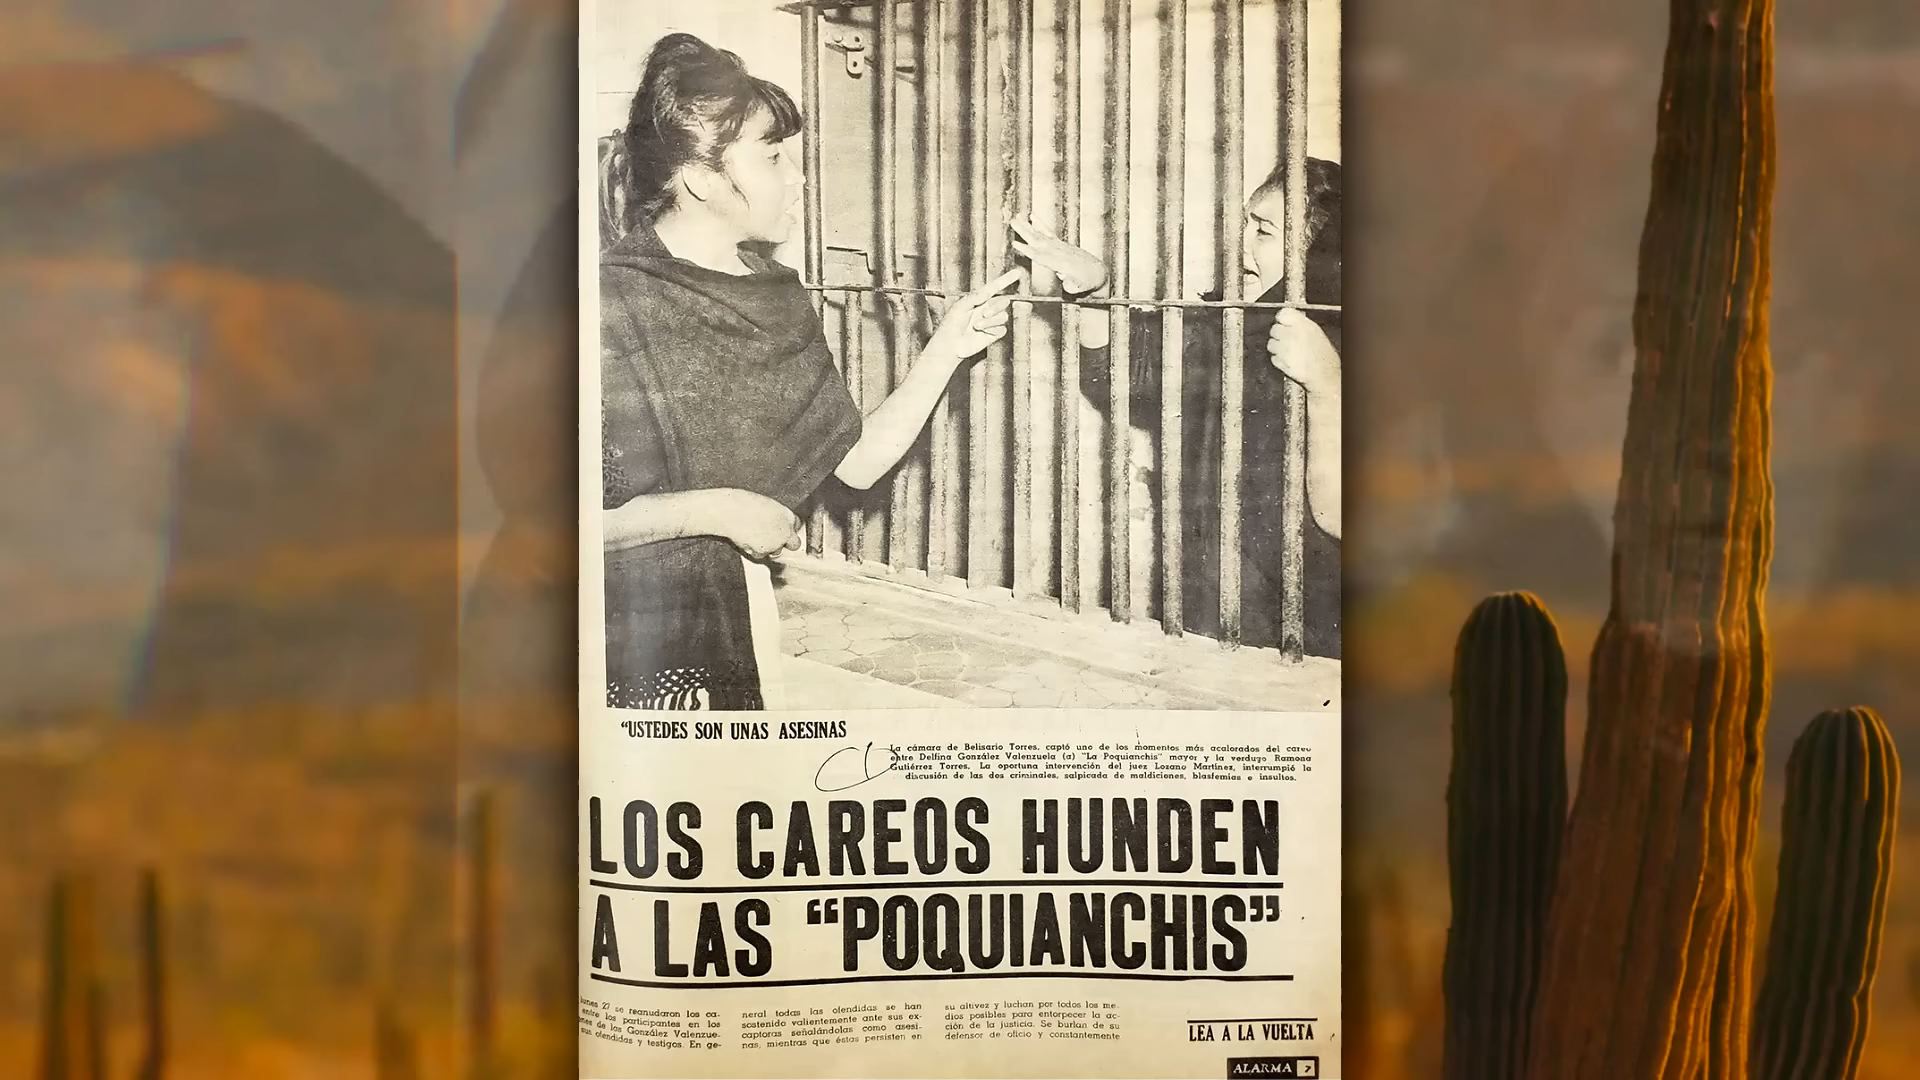 “USTEDES SON UNAS ASESINAS
La cámara de Belisario Torres, captó uno de los momentos más acalorados del careo
entre Delfina González Valenzuela (a) “La Poquianchis” mayor y la verdugo Ramona
Gutiérrez Torres. La oportuna intervención del juez Lozano Martínez, interrumpió la
discusión de las dos criminales, salpicada de maldiciones, blasfemias e insultos.
LOS CAREOS HUNDEN
A LAS “POQUIANCHIS”
lunes 27 se reanudaron los ca-
entre los participantes en los
de las González Valenzue-
sus ofendidas y testigos. En ge-
neral todas las ofendidas se han
sostenido valientemente ante sus ex-
captoras señalándolas como asesi-
nas, mientras que éstas persisten en
su altivez y luchan por todos los me-
dios posibles para entorpecer la ac-
ción de la justicia. Se burlan de su
defensor de oficio y constantemente
LEA A LA VUELTA
ALARMA 7